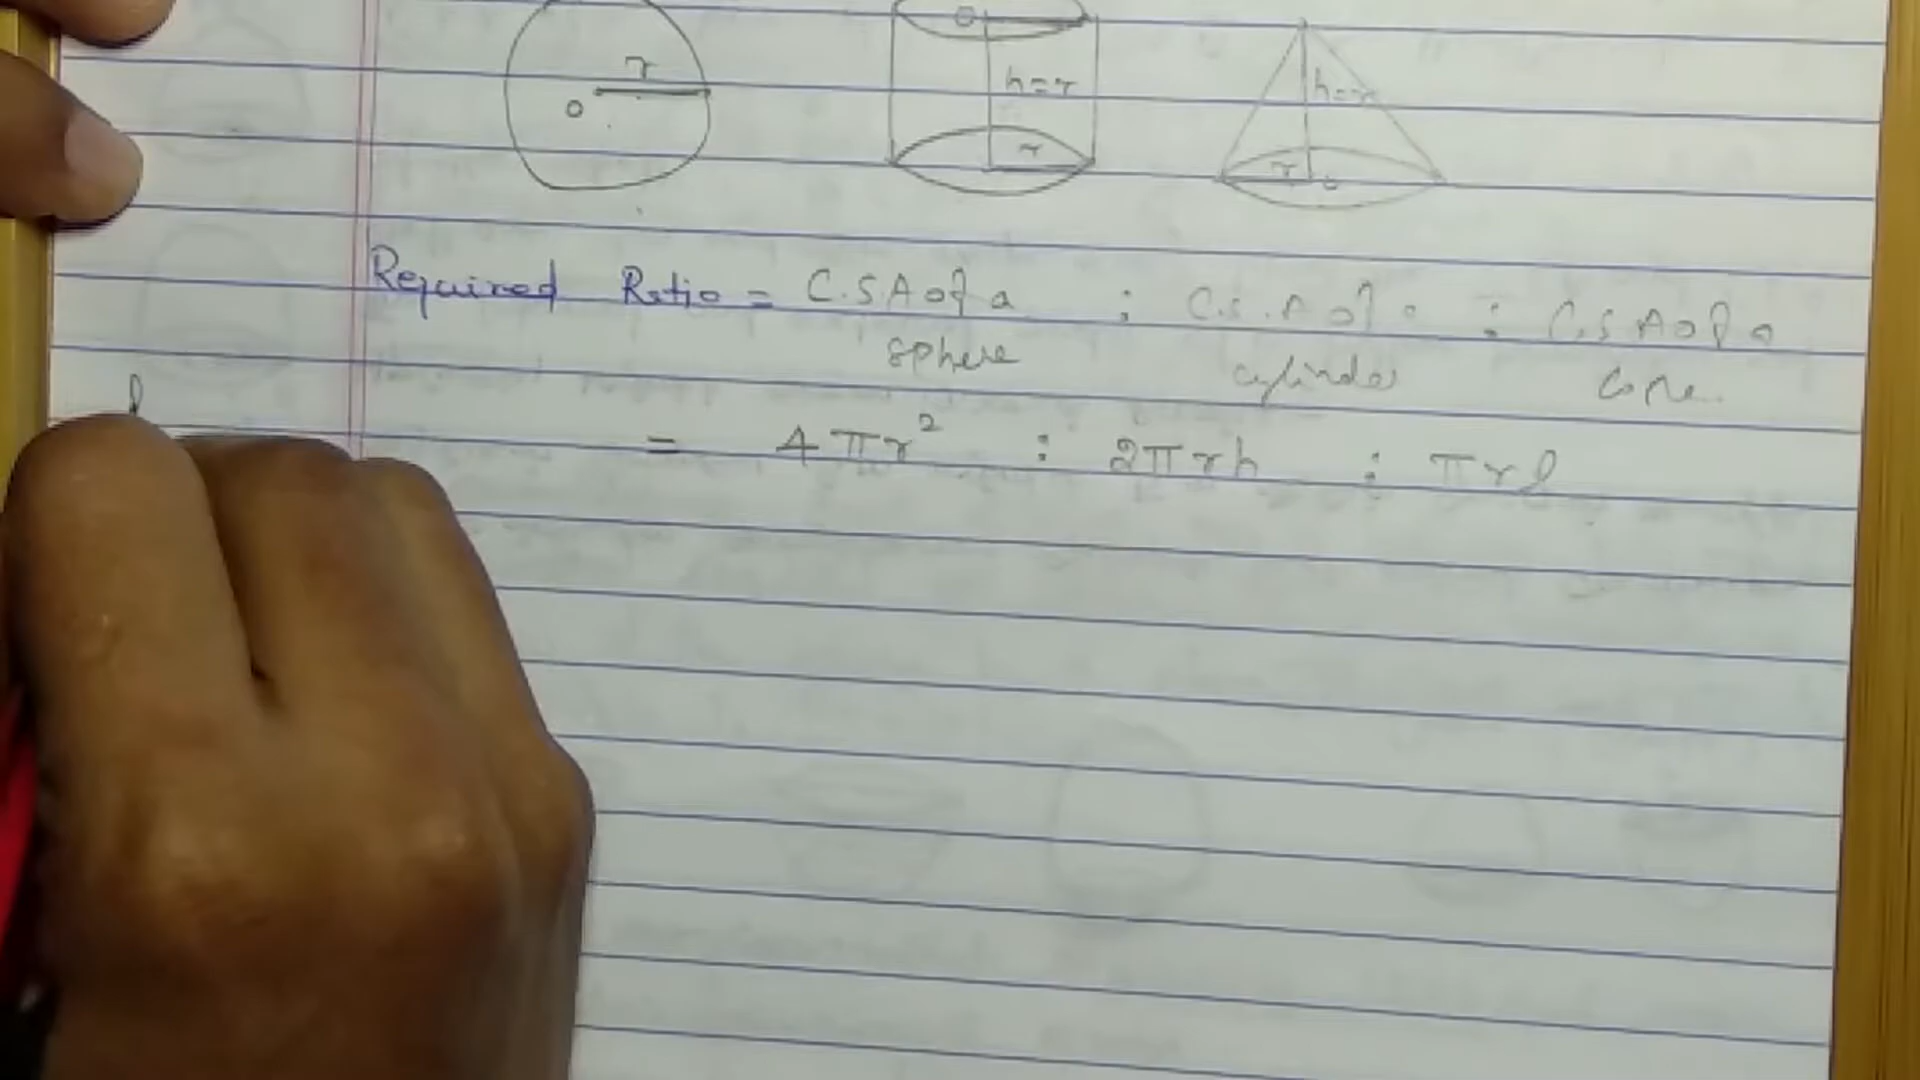 O
r h=r h=r
O r r
Required Ratio = C.S.A of a : C.S.A of a : C.S.A of a
sphere cylinder cone.
l
= 4πr² : 2πrh : πrl